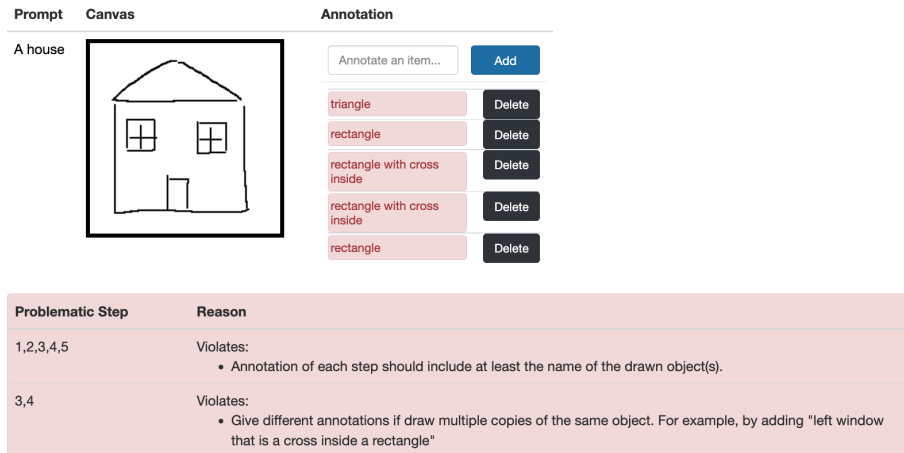 Prompt Canvas Annotation
A house
Annotate an item... Add
triangle Delete
rectangle Delete
rectangle with cross
inside
Delete
rectangle with cross
inside
Delete
rectangle Delete
Problematic Step Reason
1,2,3,4,5 Violates:
• Annotation of each step should include at least the name of the drawn object(s).
3,4 Violates:
• Give different annotations if draw multiple copies of the same object. For example, by adding "left window
that is a cross inside a rectangle"